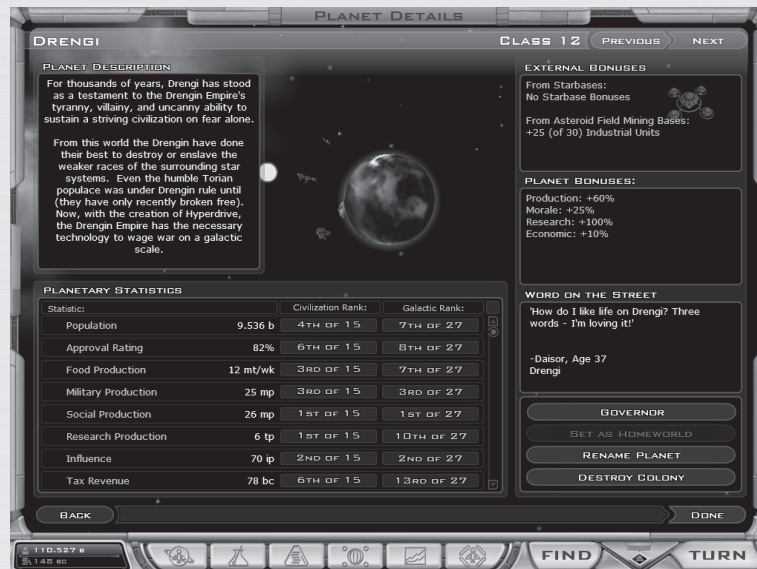 PLANET DETAILS
DRENGI
CLASS 12
PREVIOUS
NEXT
PLANET DESCRIPTION
For thousands of years, Drengi has stood
as a testament to the Drengin Empire's
tyranny, villainy, and uncanny ability to
sustain a striving civilization on fear alone.
From this world the Drengin have done
their best to destroy or enslave the
weaker races of the surrounding star
systems. Even the humble Torian
populace was under Drengin rule until
(they have only recently broken free).
Now, with the creation of Hyperdrive,
the Drengin Empire has the necessary
technology to wage war on a galactic
scale.
EXTERNAL BONUSES
From Starbases:
No Starbase Bonuses
From Asteroid Field Mining Bases:
+25 (of 30) Industrial Units
PLANET BONUSES:
Production: +60%
Morale: +25%
Research: +100%
Economic: +10%
PLANETARY STATISTICS
Statistic: Civilization Rank: Galactic Rank:
Population 9.536 b 4TH OF 15 7TH OF 27
Approval Rating 82% 6TH OF 15 8TH OF 27
Food Production 12 mt/wk 3RD OF 15 7TH OF 27
Military Production 25 mp 3RD OF 15 3RD OF 27
Social Production 26 mp 1ST OF 15 1ST OF 27
Research Production 6 tp 1ST OF 15 10TH OF 27
Influence 70 ip 2ND OF 15 2ND OF 27
Tax Revenue 78 bc 6TH OF 15 13RD OF 27
WORD ON THE STREET
'How do I like life on Drengi? Three
words - I'm loving it!'
-Daisor, Age 37
Drengi
GOVERNOR
SET AS HOMEWORLD
RENAME PLANET
DESTROY COLONY
BACK
DONE
110.527 B
148 BC
FIND
TURN